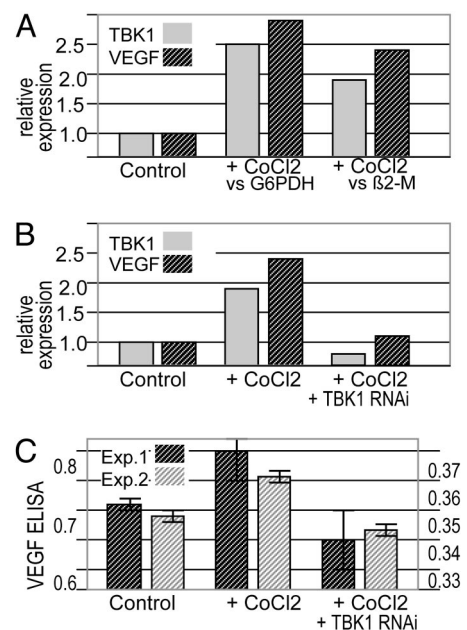 A
TBK1
VEGF
relative
expression
2.5
2.0
1.5
1.0
Control
+ CoCl2
vs G6PDH
+ CoCl2
vs ß2-M
B
TBK1
VEGF
relative
expression
2.5
2.0
1.5
1.0
Control
+ CoCl2
+ CoCl2
+ TBK1 RNAi
C
Exp.1
Exp.2
VEGF ELISA
0.8
0.7
0.6
0.37
0.36
0.35
0.34
0.33
Control
+ CoCl2
+ CoCl2
+ TBK1 RNAi